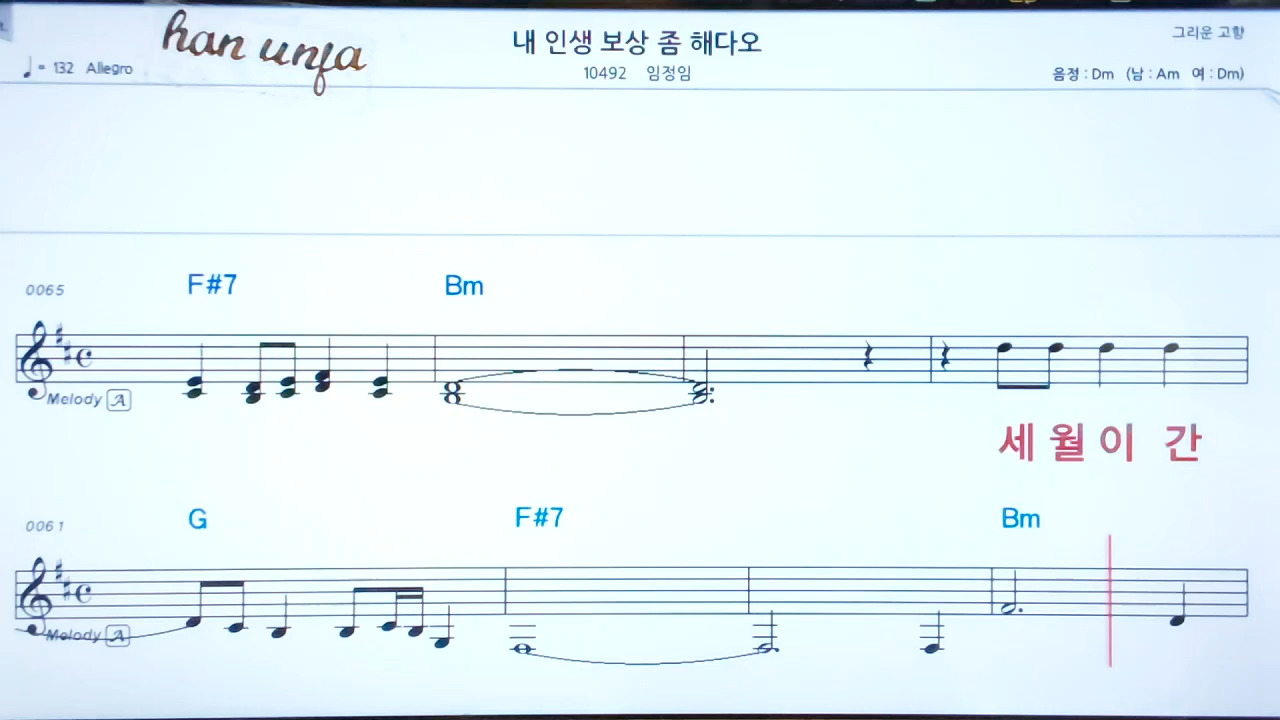 han unfa
내 인생 보상 좀 해다오
그리운 고향
♩= 132 Allegro
10492 임정임
음정 : Dm (남 : Am 여 : Dm)
0065 F#7 Bm
Melody A
세 월 이 간
0061 G F#7 Bm
Melody A